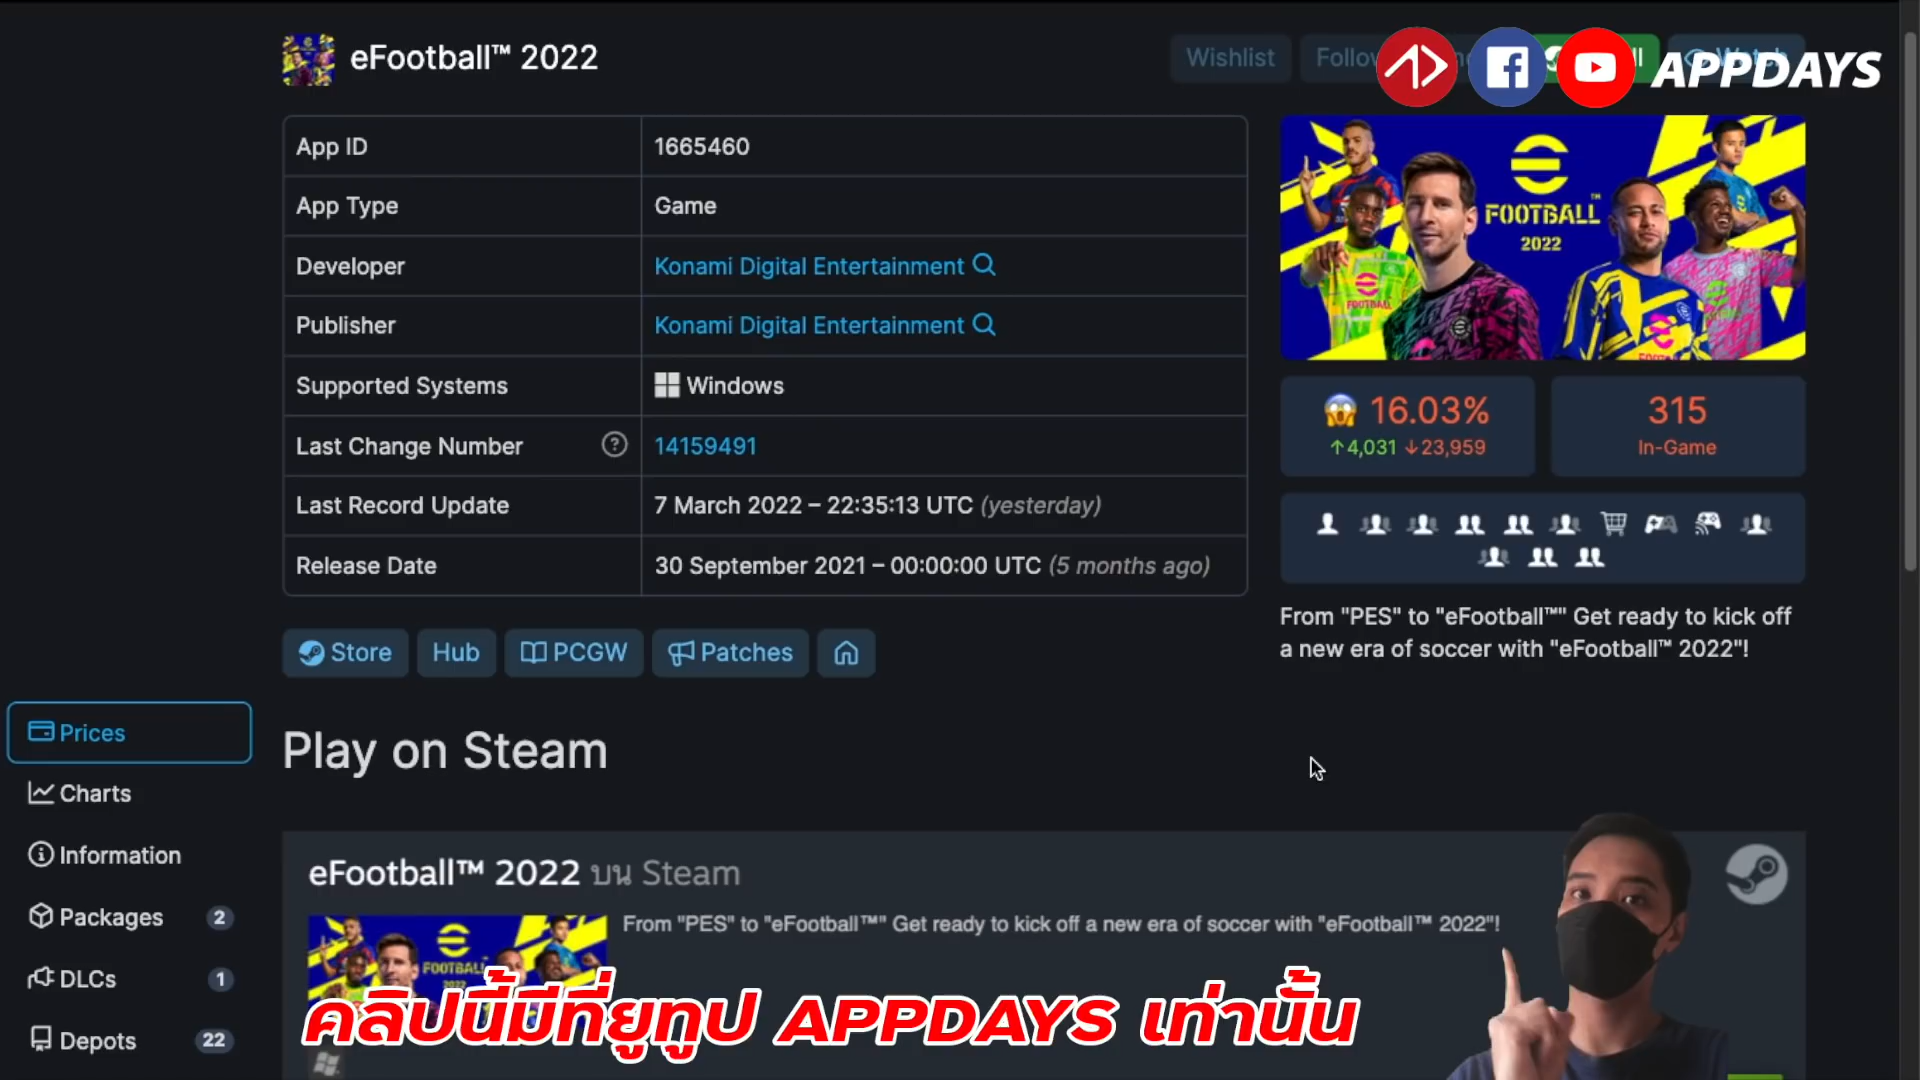 eFootball™ 2022
Wishlist
APPDAYS
App ID 1665460
App Type Game
Developer Konami Digital Entertainment
Publisher Konami Digital Entertainment
Supported Systems Windows
Last Change Number 14159491
Last Record Update 7 March 2022 – 22:35:13 UTC (yesterday)
Release Date 30 September 2021 – 00:00:00 UTC (5 months ago)
FOOTBALL™
2022
FOOTBALL
16.03%
↑4,031 ↓23,959
315
In-Game
From "PES" to "eFootball™" Get ready to kick off
a new era of soccer with "eFootball™ 2022"!
Store Hub PCGW Patches
Play on Steam
Prices
Charts
Information
Packages 2
DLCs 1
Depots 22
eFootball™ 2022 บน Steam
From "PES" to "eFootball™" Get ready to kick off a new era of soccer with "eFootball™ 2022"!
FOOTBALL
คลิปนี้มีที่ยูทูป APPDAYS เท่านั้น